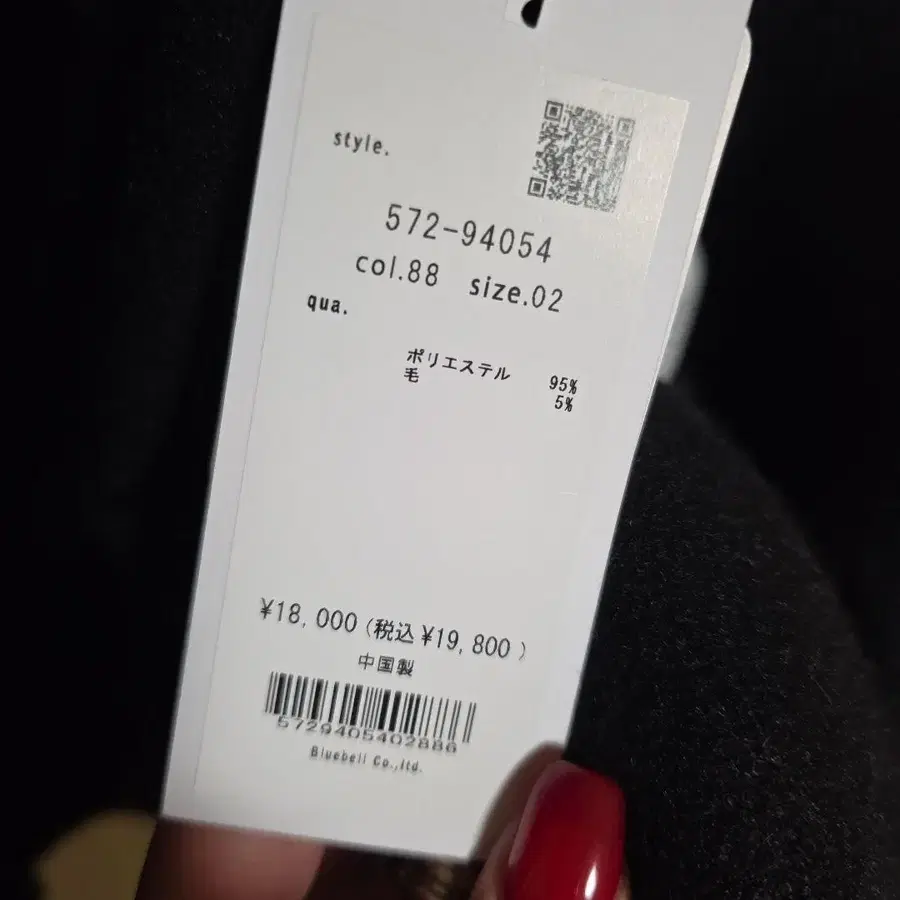 style.
572-94054
col.88 size.02
qua.
ポリエステル 95%
毛 5%
¥18,000(税込¥19,800)
中国製
5729405402888
Bluebell Co.,ltd.